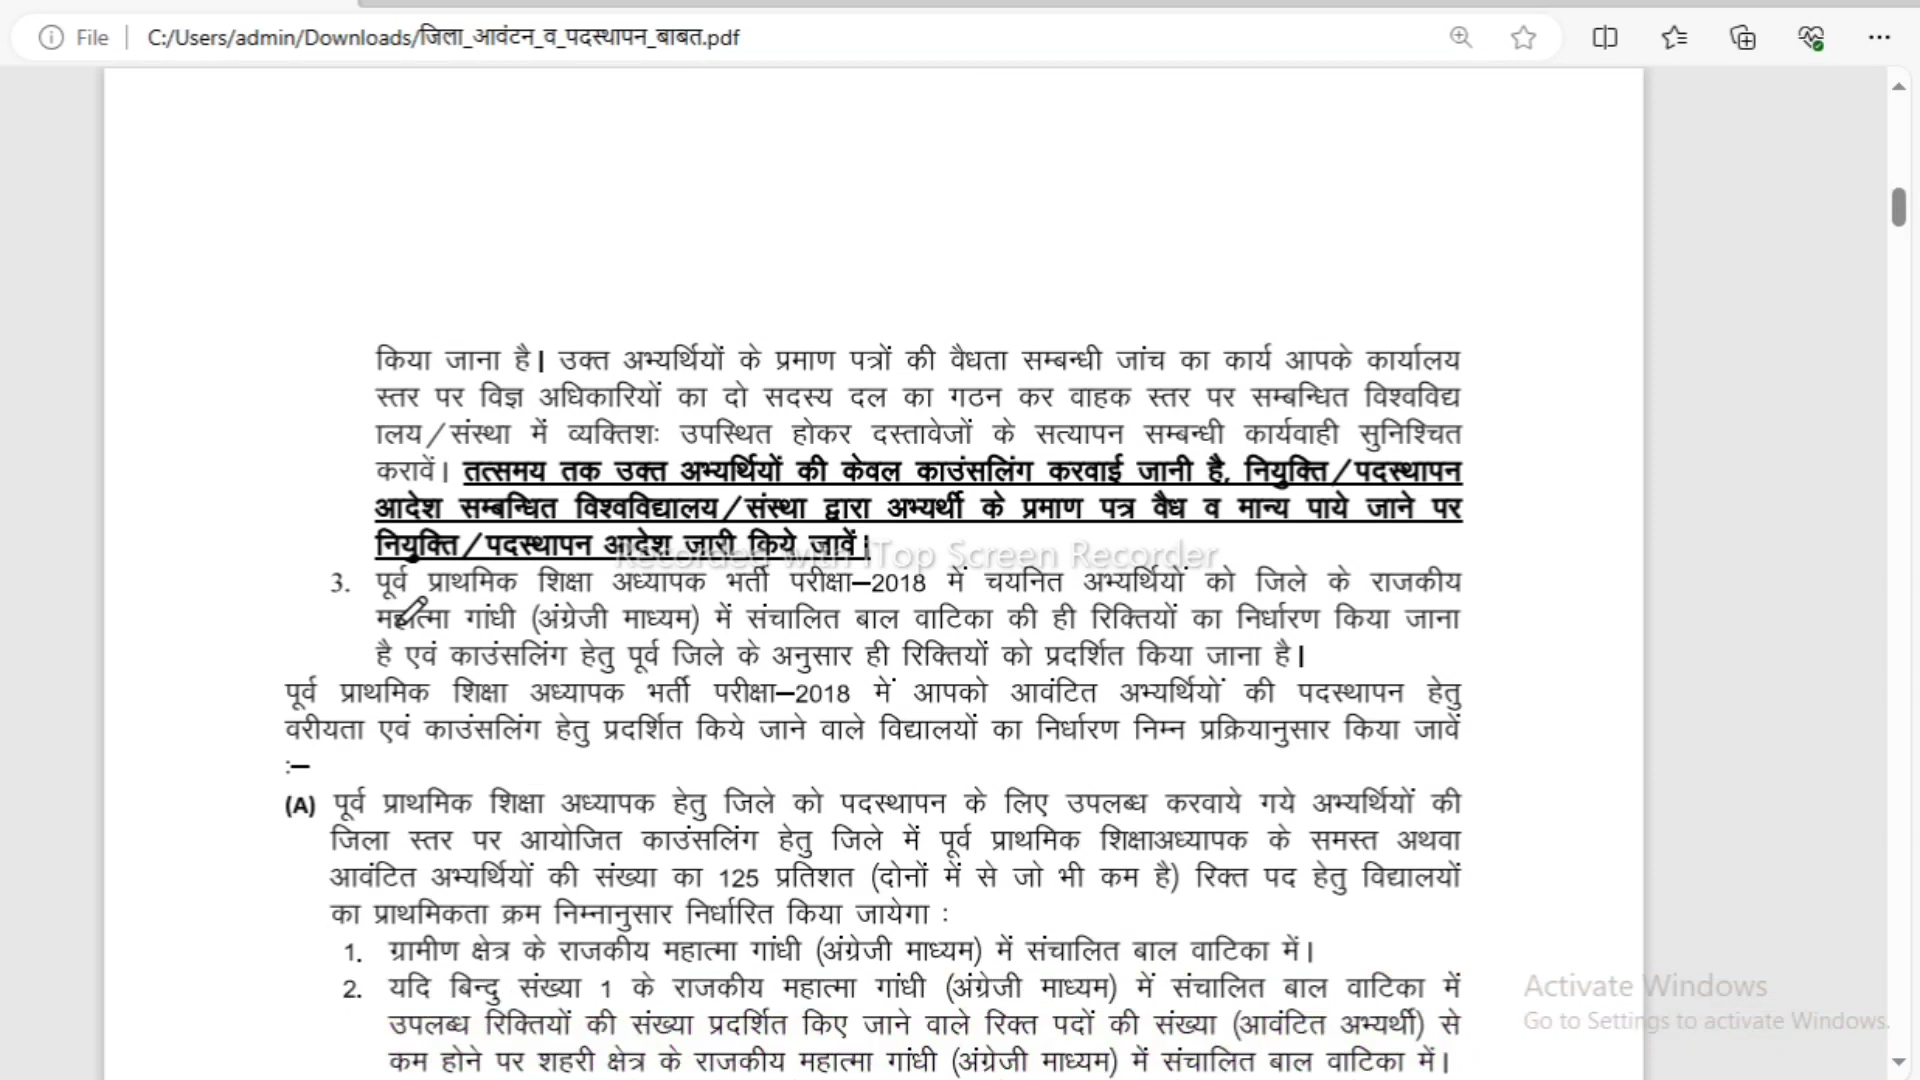 File
C:/Users/admin/Downloads/जिला_आवंटन_व_पदस्थापन_बाबत.pdf
किया जाना है। उक्त अभ्यर्थियों के प्रमाण पत्रों की वैधता सम्बन्धी जांच का कार्य आपके कार्यालय
स्तर पर विज्ञ अधिकारियों का दो सदस्य दल का गठन कर वाहक स्तर पर सम्बन्धित विश्वविद्य
ालय/संस्था में व्यक्तिशः उपस्थित होकर दस्तावेजों के सत्यापन सम्बन्धी कार्यवाही सुनिश्चित
करावें। तत्समय तक उक्त अभ्यर्थियों की केवल काउंसलिंग करवाई जानी है, नियुक्ति/पदस्थापन
आदेश सम्बन्धित विश्वविद्यालय/संस्था द्वारा अभ्यर्थी के प्रमाण पत्र वैध व मान्य पाये जाने पर
नियुक्ति/पदस्थापन आदेश जारी किये जावें।
Recorded with iTop Screen Recorder
3. पूर्व प्राथमिक शिक्षा अध्यापक भर्ती परीक्षा–2018 में चयनित अभ्यर्थियों को जिले के राजकीय
महात्मा गांधी (अंग्रेजी माध्यम) में संचालित बाल वाटिका की ही रिक्तियों का निर्धारण किया जाना
है एवं काउंसलिंग हेतु पूर्व जिले के अनुसार ही रिक्तियों को प्रदर्शित किया जाना है।
पूर्व प्राथमिक शिक्षा अध्यापक भर्ती परीक्षा–2018 में आपको आवंटित अभ्यर्थियों की पदस्थापन हेतु
वरीयता एवं काउंसलिंग हेतु प्रदर्शित किये जाने वाले विद्यालयों का निर्धारण निम्न प्रक्रियानुसार किया जावें
:–
(A) पूर्व प्राथमिक शिक्षा अध्यापक हेतु जिले को पदस्थापन के लिए उपलब्ध करवाये गये अभ्यर्थियों की
जिला स्तर पर आयोजित काउंसलिंग हेतु जिले में पूर्व प्राथमिक शिक्षाअध्यापक के समस्त अथवा
आवंटित अभ्यर्थियों की संख्या का 125 प्रतिशत (दोनों में से जो भी कम है) रिक्त पद हेतु विद्यालयों
का प्राथमिकता क्रम निम्नानुसार निर्धारित किया जायेगा :
1. ग्रामीण क्षेत्र के राजकीय महात्मा गांधी (अंग्रेजी माध्यम) में संचालित बाल वाटिका में।
2. यदि बिन्दु संख्या 1 के राजकीय महात्मा गांधी (अंग्रेजी माध्यम) में संचालित बाल वाटिका में
उपलब्ध रिक्तियों की संख्या प्रदर्शित किए जाने वाले रिक्त पदों की संख्या (आवंटित अभ्यर्थी) से
कम होने पर शहरी क्षेत्र के राजकीय महात्मा गांधी (अंग्रेजी माध्यम) में संचालित बाल वाटिका में।
Activate Windows
Go to Settings to activate Windows.